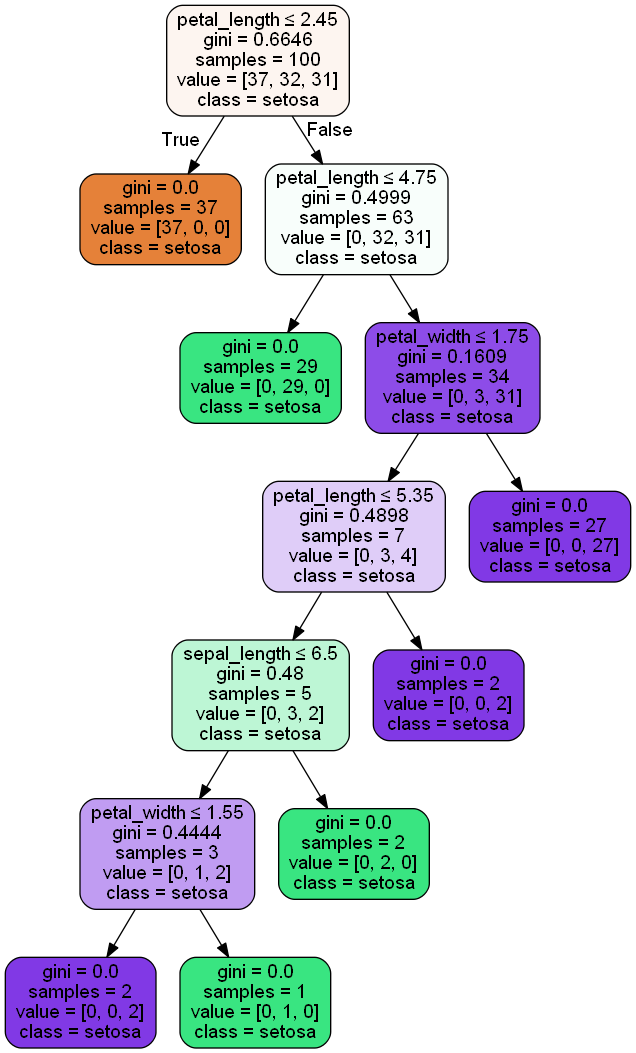 petal_length ≤ 2.45
gini = 0.6646
samples = 100
value = [37, 32, 31]
class = setosa
True
False
gini = 0.0
samples = 37
value = [37, 0, 0]
class = setosa
petal_length ≤ 4.75
gini = 0.4999
samples = 63
value = [0, 32, 31]
class = setosa
gini = 0.0
samples = 29
value = [0, 29, 0]
class = setosa
petal_width ≤ 1.75
gini = 0.1609
samples = 34
value = [0, 3, 31]
class = setosa
petal_length ≤ 5.35
gini = 0.4898
samples = 7
value = [0, 3, 4]
class = setosa
gini = 0.0
samples = 27
value = [0, 0, 27]
class = setosa
sepal_length ≤ 6.5
gini = 0.48
samples = 5
value = [0, 3, 2]
class = setosa
gini = 0.0
samples = 2
value = [0, 0, 2]
class = setosa
petal_width ≤ 1.55
gini = 0.4444
samples = 3
value = [0, 1, 2]
class = setosa
gini = 0.0
samples = 2
value = [0, 2, 0]
class = setosa
gini = 0.0
samples = 2
value = [0, 0, 2]
class = setosa
gini = 0.0
samples = 1
value = [0, 1, 0]
class = setosa